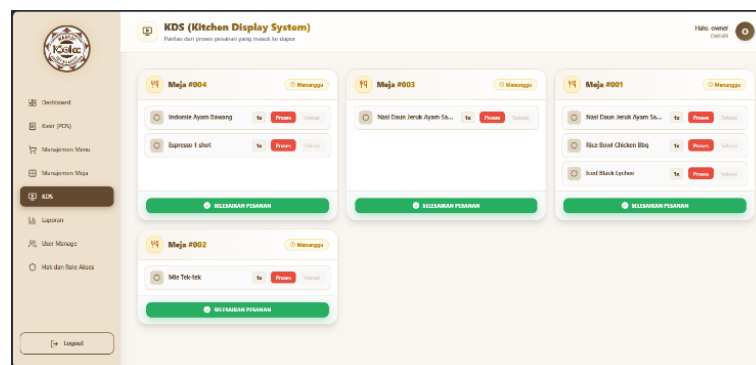 KDS (Kitchen Display System)
Pantau dan proses pesanan yang masuk ke dapur
Halo, owner
OWNER
O
Dashboard
Kasir (POS)
Manajemen Menu
Manajemen Meja
KDS
Laporan
User Manage
Hak dan Role Akses
Logout
Meja #004
Menunggu
Indomie Ayam Bawang 1x Proses Selesai
Espresso 1 shot 1x Proses Selesai
SELESAIKAN PESANAN
Meja #003
Menunggu
Nasi Daun Jeruk Ayam Sa... 1x Proses Selesai
SELESAIKAN PESANAN
Meja #001
Menunggu
Nasi Daun Jeruk Ayam Sa... 1x Proses Selesai
Rice Bowl Chicken Bbq 1x Proses Selesai
Iced Black Lychee 1x Proses Selesai
SELESAIKAN PESANAN
Meja #002
Menunggu
Mie Tek-tek 1x Proses Selesai
SELESAIKAN PESANAN